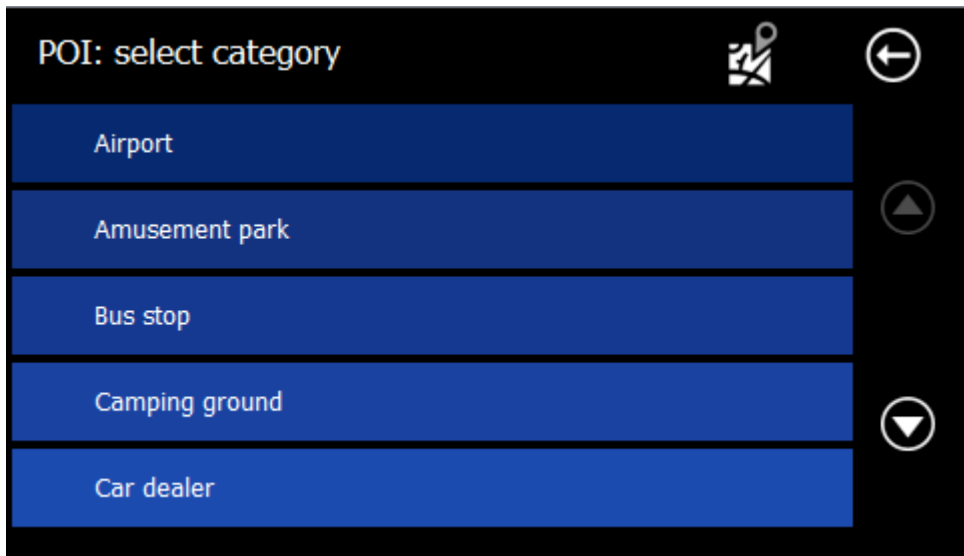 POI: select category
Airport
Amusement park
Bus stop
Camping ground
Car dealer